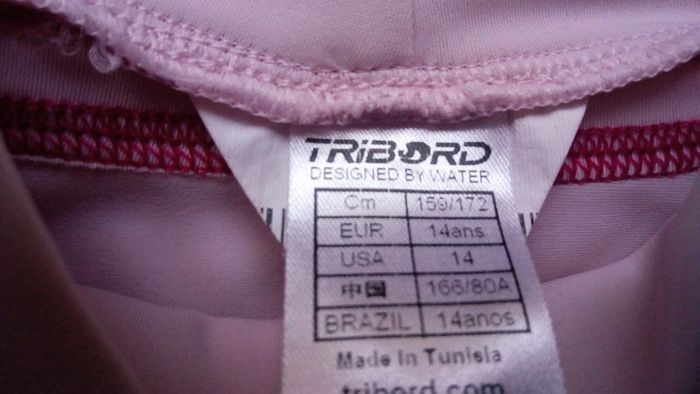 TRIBORD
DESIGNED BY WATER
Cm 159/172
EUR 14ans
USA 14
中国 166/80A
BRAZIL 14anos
Made In Tunisia
tribord.com